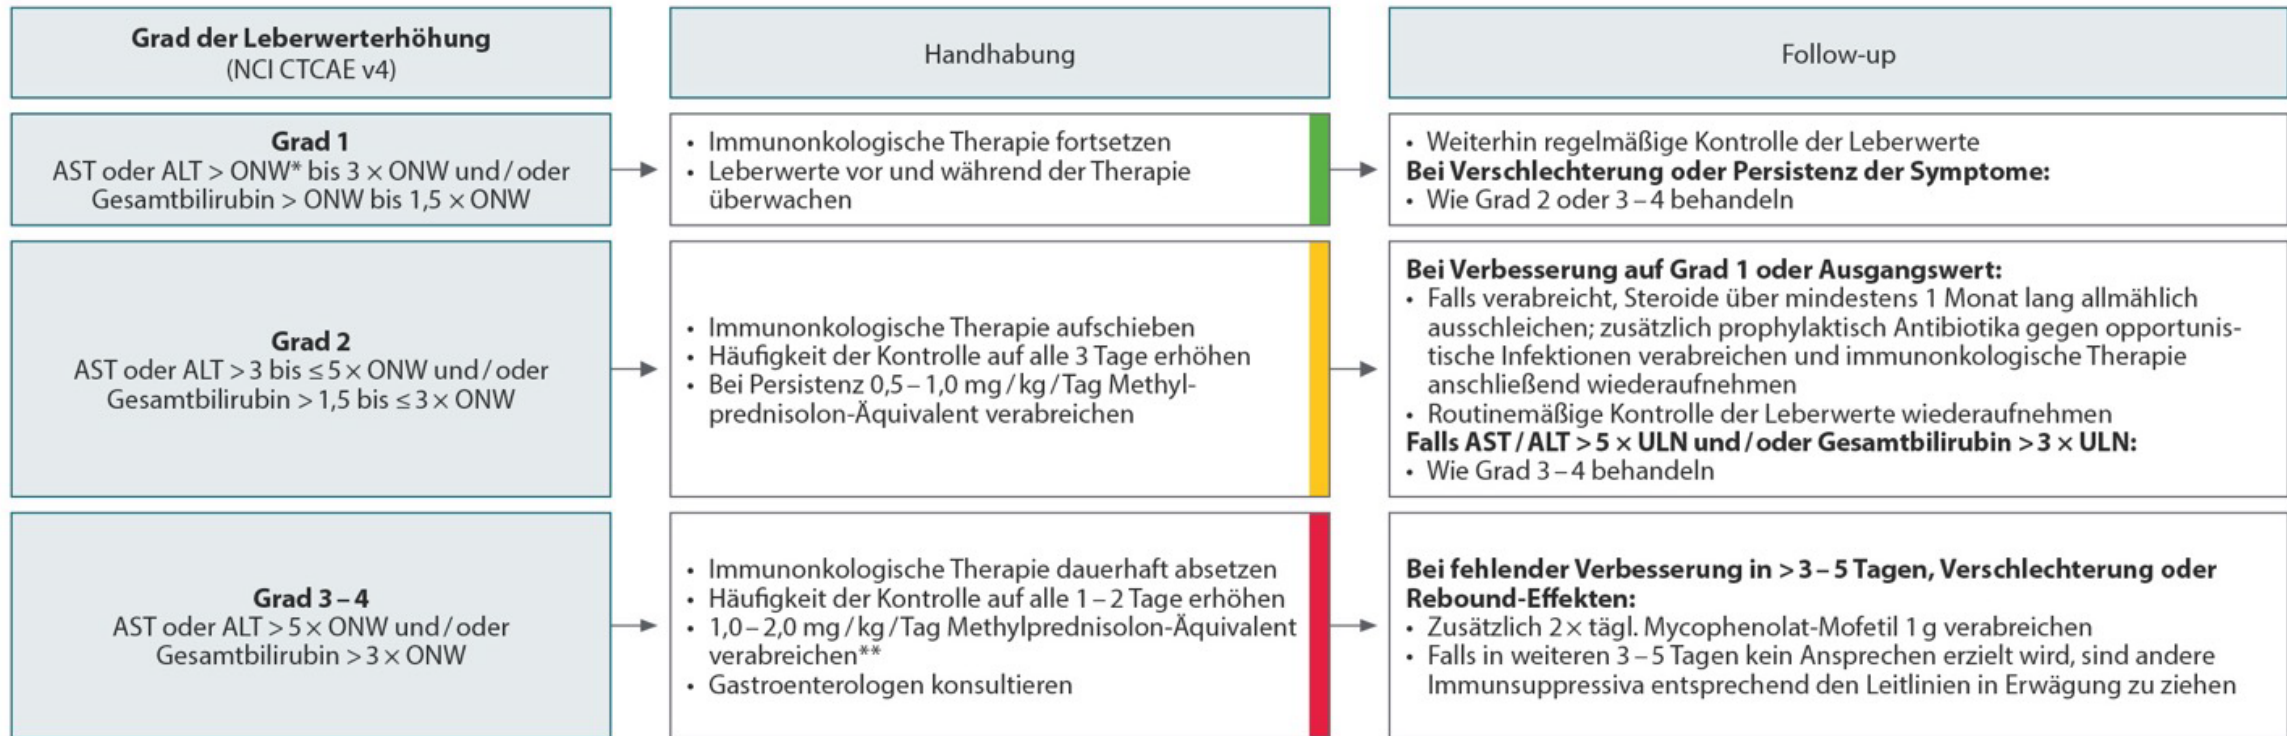 Grad der Leberwerterhöhung
(NCI CTCAE v4)
Handhabung
Follow-up
Grad 1
AST oder ALT > ONW* bis 3 × ONW und/oder
Gesamtbilirubin > ONW bis 1,5 × ONW
• Immunonkologische Therapie fortsetzen
• Leberwerte vor und während der Therapie
überwachen
• Weiterhin regelmäßige Kontrolle der Leberwerte
Bei Verschlechterung oder Persistenz der Symptome:
• Wie Grad 2 oder 3–4 behandeln
Grad 2
AST oder ALT > 3 bis ≤ 5 × ONW und/oder
Gesamtbilirubin > 1,5 bis ≤ 3 × ONW
• Immunonkologische Therapie aufschieben
• Häufigkeit der Kontrolle auf alle 3 Tage erhöhen
• Bei Persistenz 0,5–1,0 mg/kg/Tag Methyl-
prednisolon-Äquivalent verabreichen
Bei Verbesserung auf Grad 1 oder Ausgangswert:
• Falls verabreicht, Steroide über mindestens 1 Monat lang allmählich
ausschleichen; zusätzlich prophylaktisch Antibiotika gegen opportunis-
tische Infektionen verabreichen und immunonkologische Therapie
anschließend wiederaufnehmen
• Routinemäßige Kontrolle der Leberwerte wiederaufnehmen
Falls AST/ALT > 5 × ULN und/oder Gesamtbilirubin > 3 × ULN:
• Wie Grad 3–4 behandeln
Grad 3–4
AST oder ALT > 5 × ONW und/oder
Gesamtbilirubin > 3 × ONW
• Immunonkologische Therapie dauerhaft absetzen
• Häufigkeit der Kontrolle auf alle 1–2 Tage erhöhen
• 1,0–2,0 mg/kg/Tag Methylprednisolon-Äquivalent
verabreichen**
• Gastroenterologen konsultieren
Bei fehlender Verbesserung in > 3–5 Tagen, Verschlechterung oder
Rebound-Effekten:
• Zusätzlich 2 × tägl. Mycophenolat-Mofetil 1 g verabreichen
• Falls in weiteren 3–5 Tagen kein Ansprechen erzielt wird, sind andere
Immunsuppressiva entsprechend den Leitlinien in Erwägung zu ziehen